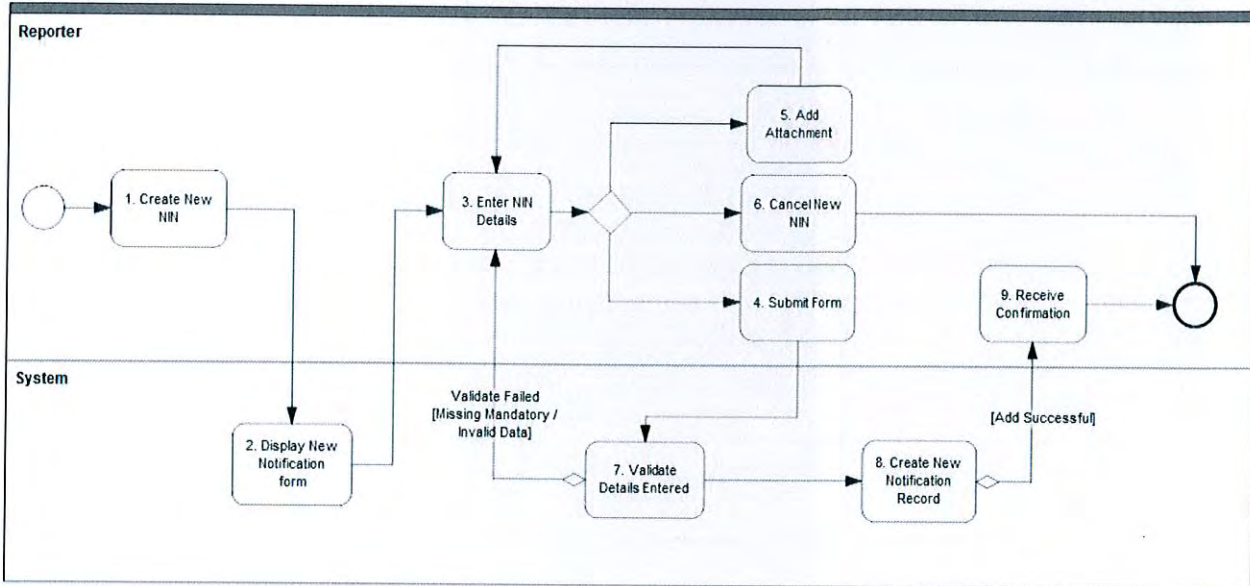 Reporter
1. Create New
NIN
3. Enter NIN
Details
5. Add
Attachment
6. Cancel New
NIN
4. Submit Form
9. Receive
Confirmation
System
2. Display New
Notification
form
Validate Failed
[Missing Mandatory /
Invalid Data]
7. Validate
Details Entered
8. Create New
Notification
Record
[Add Successful]